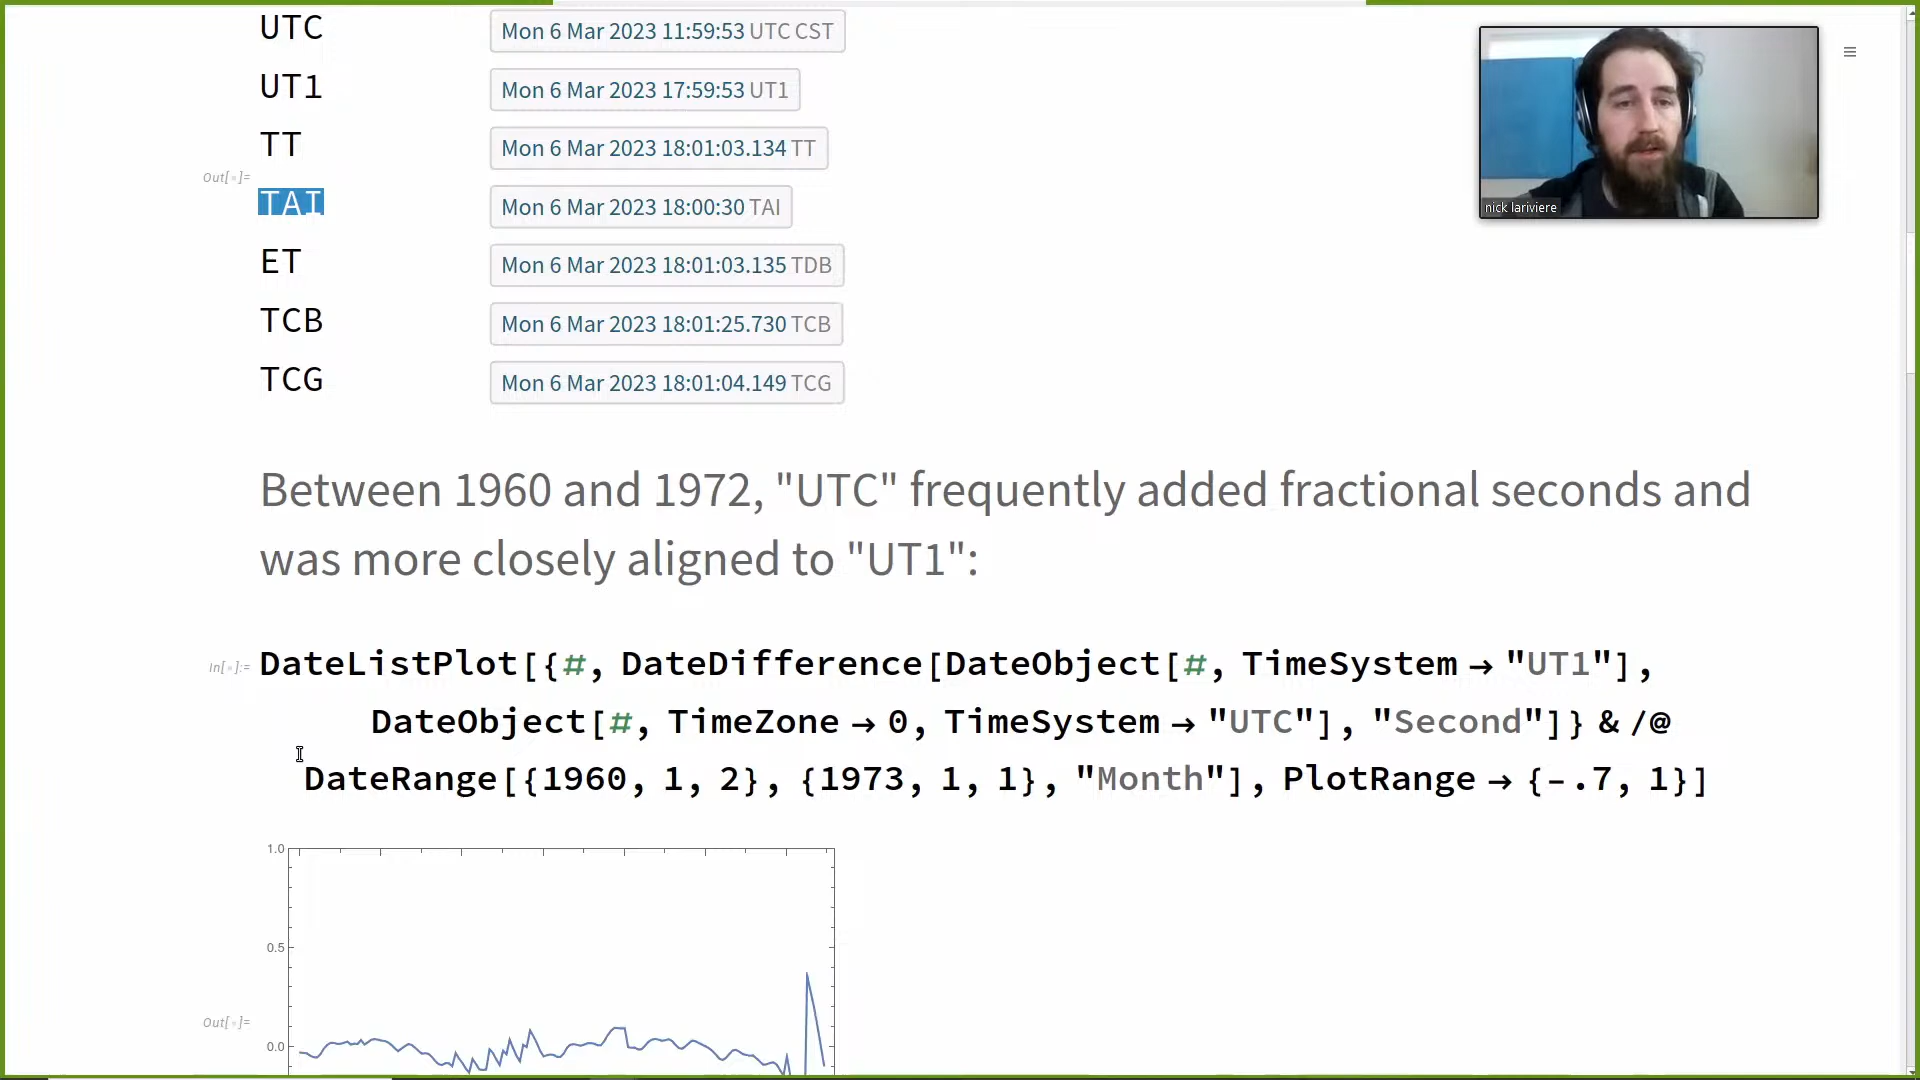 UTC Mon 6 Mar 2023 11:59:53 UTC CST
UT1 Mon 6 Mar 2023 17:59:53 UT1
TT Mon 6 Mar 2023 18:01:03.134 TT
Out[◦]=
TAI Mon 6 Mar 2023 18:00:30 TAI
ET Mon 6 Mar 2023 18:01:03.135 TDB
TCB Mon 6 Mar 2023 18:01:25.730 TCB
TCG Mon 6 Mar 2023 18:01:04.149 TCG
nick lariviere
Between 1960 and 1972, "UTC" frequently added fractional seconds and
was more closely aligned to "UT1":
In[◦]:= DateListPlot[{#, DateDifference[DateObject[#, TimeSystem → "UT1"],
DateObject[#, TimeZone → 0, TimeSystem → "UTC"], "Second"]} & /@
DateRange[{1960, 1, 2}, {1973, 1, 1}, "Month"], PlotRange → {-.7, 1}]
1.0
0.5
Out[◦]=
0.0